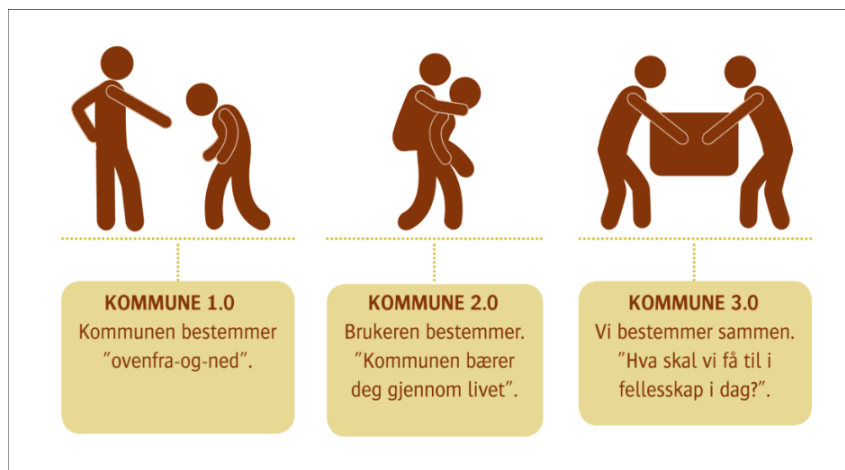 KOMMUNE 1.0
Kommunen bestemmer
"ovenfra-og-ned".
KOMMUNE 2.0
Brukeren bestemmer.
"Kommunen bærer
deg gjennom livet".
KOMMUNE 3.0
Vi bestemmer sammen.
"Hva skal vi få til i
fellesskap i dag?".